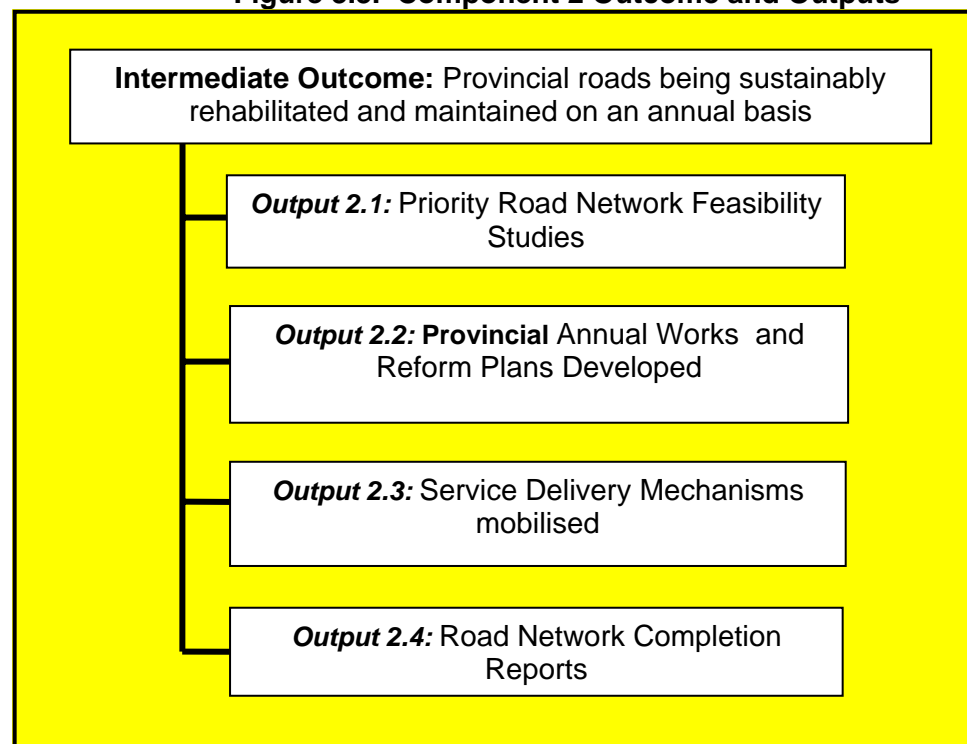 Figure 3.3: Component 2 Outcome and Outputs
Intermediate Outcome: Provincial roads being sustainably
rehabilitated and maintained on an annual basis
Output 2.1: Priority Road Network Feasibility
Studies
Output 2.2: Provincial Annual Works and
Reform Plans Developed
Output 2.3: Service Delivery Mechanisms
mobilised
Output 2.4: Road Network Completion
Reports